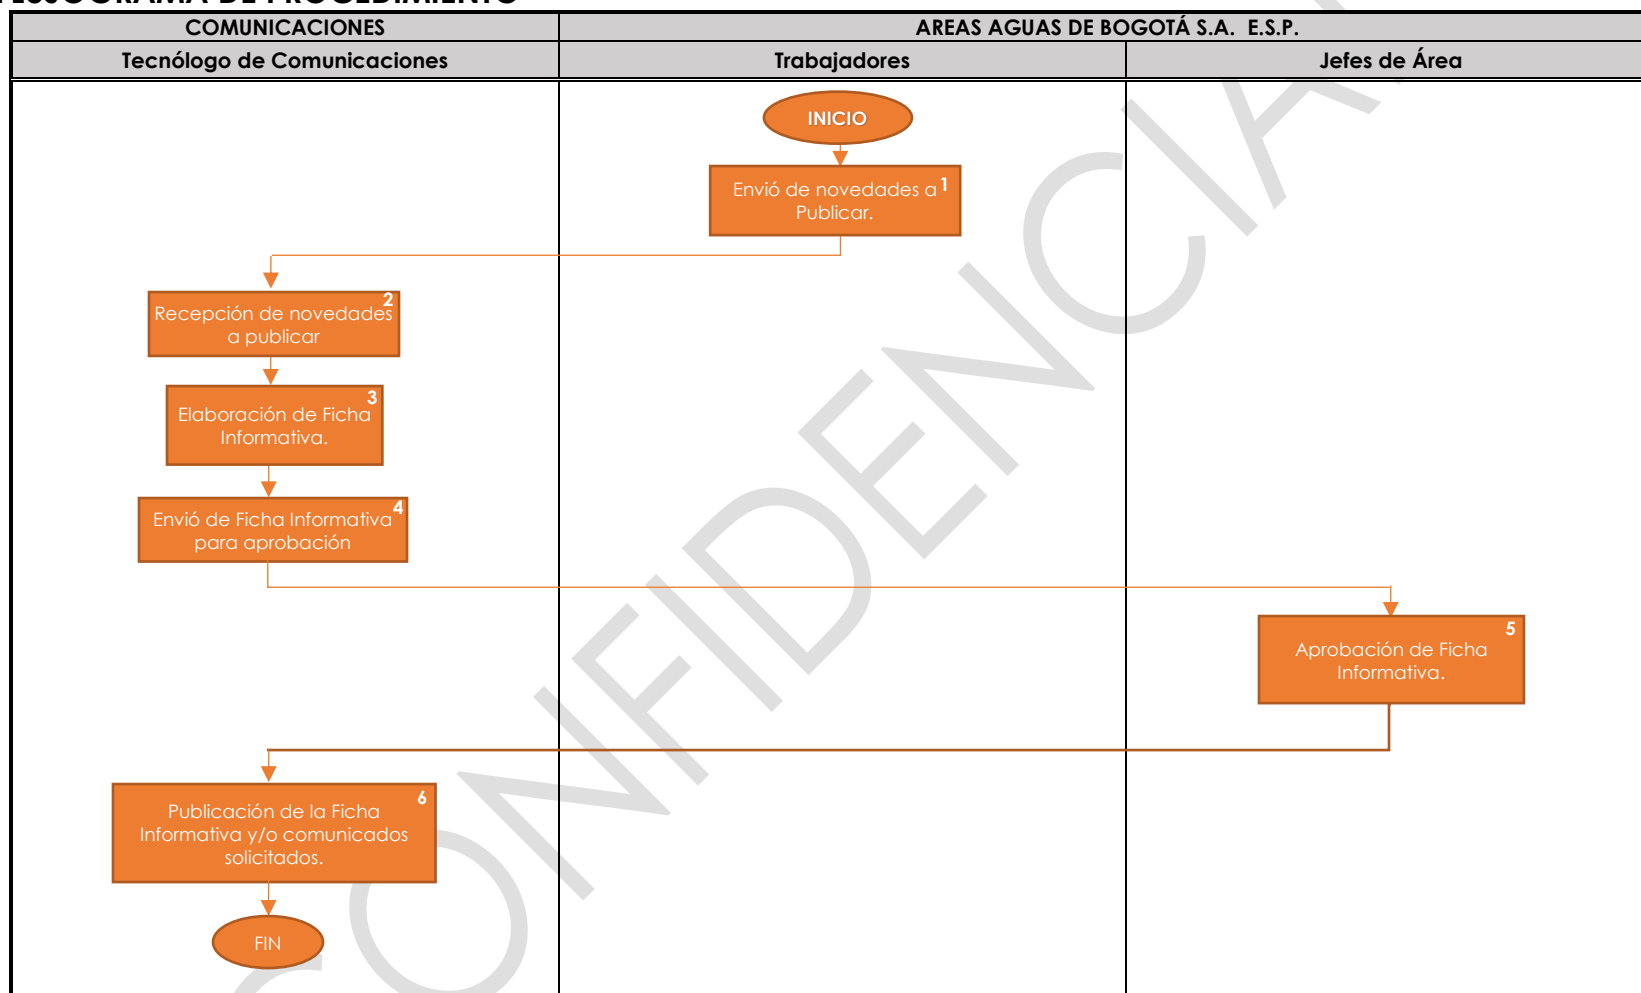 COMUNICACIONES
AREAS AGUAS DE BOGOTÁ S.A. E.S.P.
Tecnólogo de Comunicaciones
Trabajadores
Jefes de Área
INICIO
Envió de novedades a 1
Publicar.
2
Recepción de novedades
a publicar
3
Elaboración de Ficha
Informativa.
4
Envió de Ficha Informativa
para aprobación
5
Aprobación de Ficha
Informativa.
6
Publicación de la Ficha
Informativa y/o comunicados
solicitados.
FIN
CONFIDENCIAL